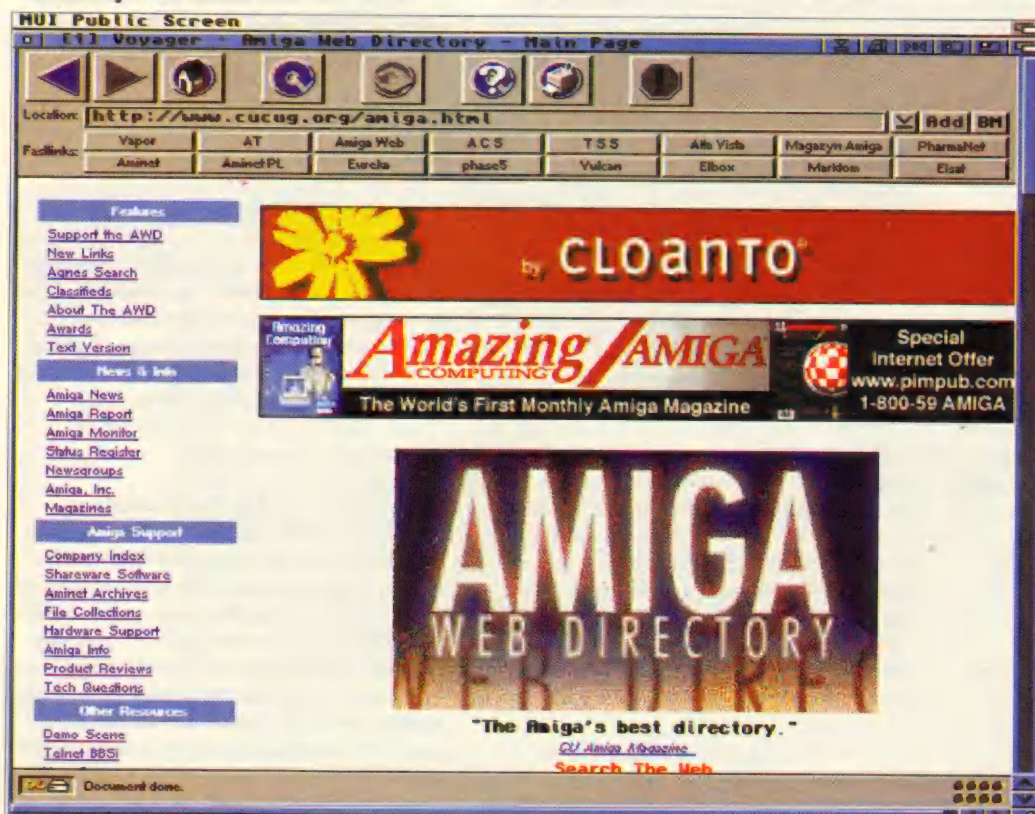 MUI Public Screen
[1] Voyager - Amiga Web Directory - Main Page
Location: http://www.cucug.org/amiga.html Add BM
Fastlinks: Vapor AT Amiga Web ACS TSS Alta Vista Magazyn Amiga PharmaNet
Aminet Aminet PL Eureka phase5 Vulcan Elbox Marldom Elsat
Features
Support the AWD
New Links
Agnes Search
Classifieds
About The AWD
Awards
Text Version
News & Info
Amiga News
Amiga Report
Amiga Monitor
Status Register
Newsgroups
Amiga, Inc.
Magazines
Amiga Support
Company Index
Shareware Software
Aminet Archives
File Collections
Hardware Support
Amiga Info
Product Reviews
Tech Questions
Other Resources
Demo Scene
Telnet BBSi
by CLOANTO®
Amazing Computing
Amazing /AMIGA
COMPUTING
The World's First Monthly Amiga Magazine
Special
Internet Offer
www.pimpub.com
1-800-59 AMIGA
AMIGA
WEB DIRECTORY
WEB DIREC
"The Amiga's best directory."
CU Amiga Magazine
Search The Web
Document done.